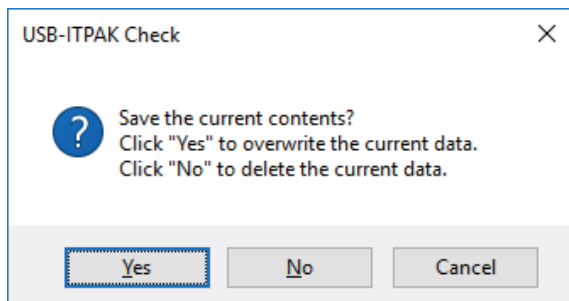 USB-ITPAK Check
Save the current contents?
Click "Yes" to overwrite the current data.
Click "No" to delete the current data.
Yes No Cancel